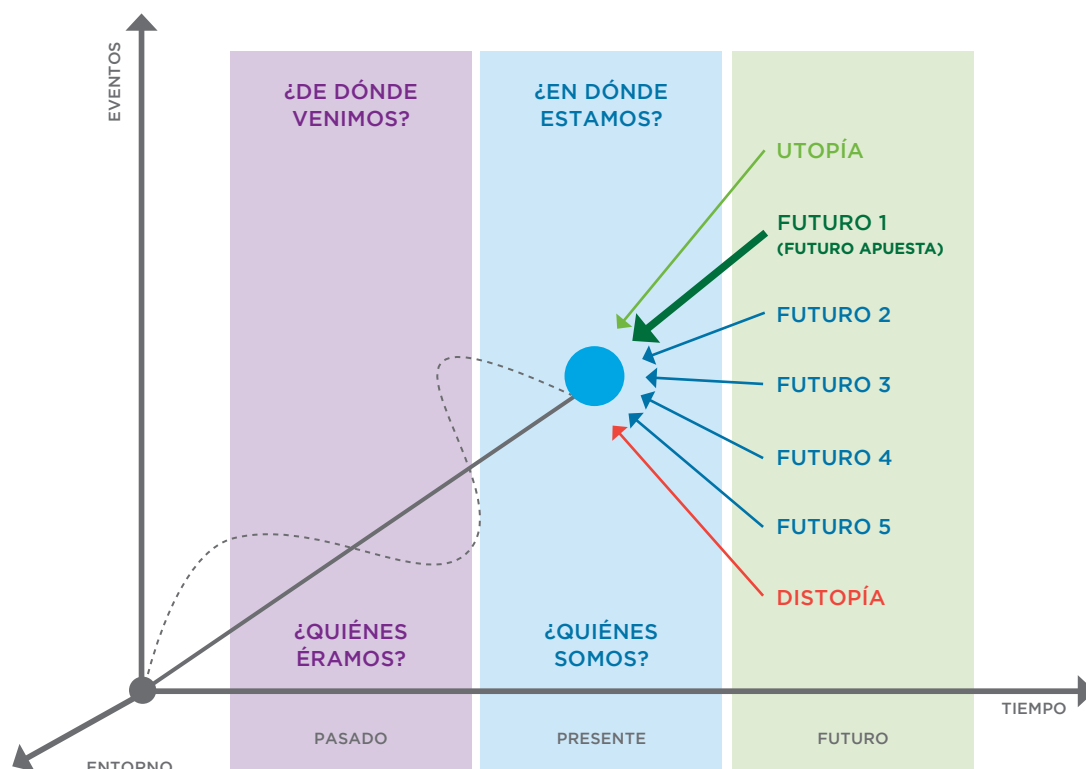 EVENTOS
¿DE DÓNDE
VENIMOS?
¿EN DÓNDE
ESTAMOS?
UTOPÍA
FUTURO 1
(FUTURO APUESTA)
FUTURO 2
FUTURO 3
FUTURO 4
FUTURO 5
DISTOPÍA
¿QUIÉNES
ÉRAMOS?
¿QUIÉNES
SOMOS?
TIEMPO
PASADO
PRESENTE
FUTURO
ENTORNO